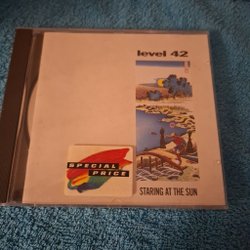 level 42
SPECIAL
PRICE
STARING AT THE SUN